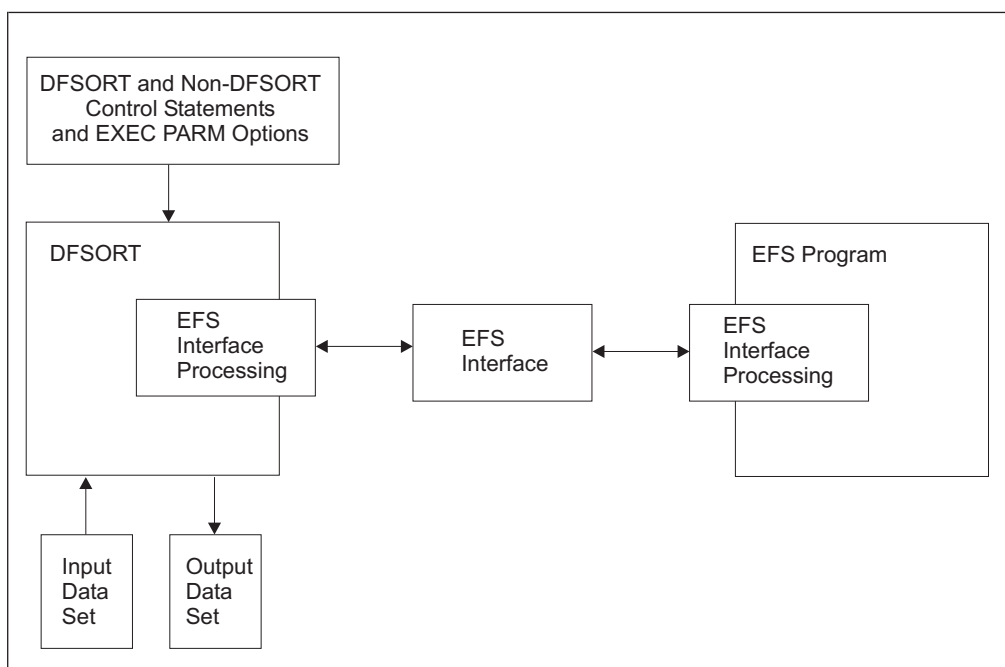 DFSORT and Non-DFSORT
Control Statements
and EXEC PARM Options
DFSORT
EFS
Interface
Processing
EFS
Interface
EFS Program
EFS
Interface
Processing
Input
Data
Set
Output
Data
Set